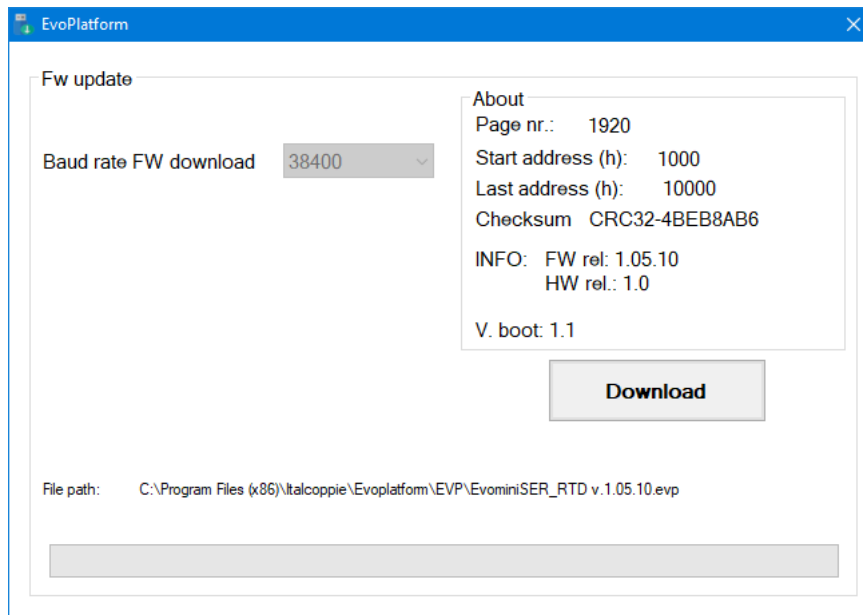 EvoPlatform
Fw update
Baud rate FW download 38400
About
Page nr.: 1920
Start address (h): 1000
Last address (h): 10000
Checksum CRC32-4BEB8AB6
INFO: FW rel: 1.05.10
HW rel.: 1.0
V. boot: 1.1
Download
File path: C:\Program Files (x86)\Italcoppie\Evoplatform\EVP\EvominiSER_RTD v.1.05.10.evp